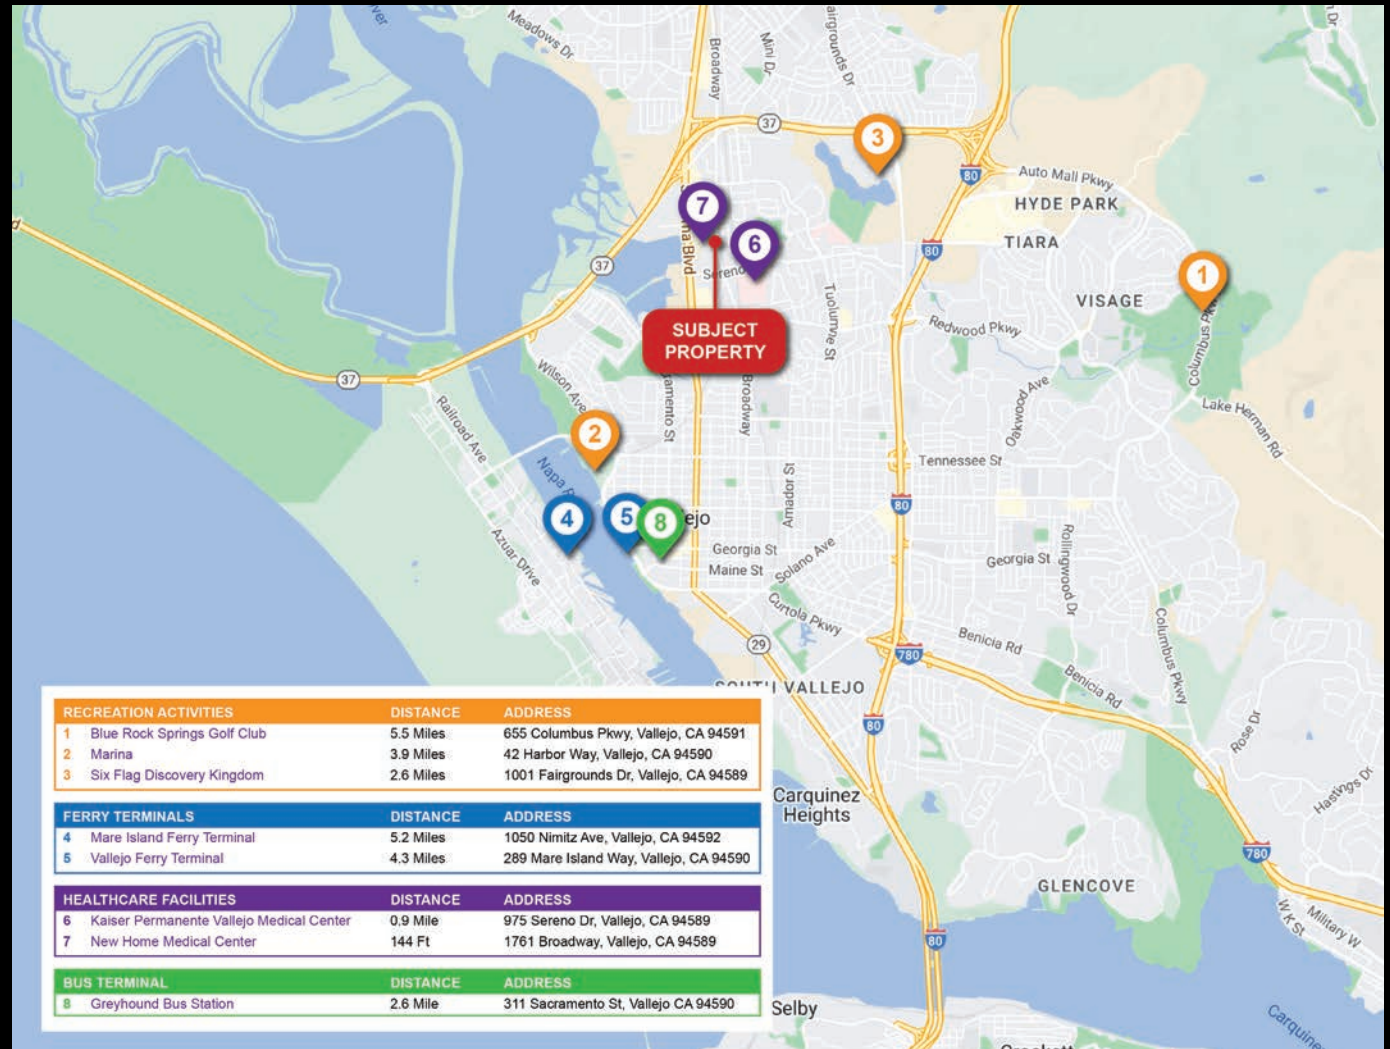 Meadows Dr
Broadway
Mini Dr
airgrounds Dr
37
3
80
Auto Mall Pkwy
HYDE PARK
7
6
TIARA
80
ma Blvd
Sereno
37
1
VISAGE
Tuolumne St
Columbus Pkwy
SUBJECT
PROPERTY
Redwood Pkwy
37
Wilson Ave
ramento St
Broadway
Oakwood Ave
Railroad Ave
Lake Herman Rd
2
Napa R
Tennessee St
Amador St
80
4
5
8
ejo
Azuar Drive
Georgia St
Maine St
Solano Ave
Georgia St
Rollingwood Dr
Curtola Pkwy
29
780
Benicia Rd
Benicia Rd
Columbus Pkwy
SOUTH VALLEJO
80
Rose Dr
Hastings Dr
Carquinez
Heights
780
GLENCOVE
W K St
Military W
80
Selby
Carquine
Crockett
RECREATION ACTIVITIES DISTANCE ADDRESS
1 Blue Rock Springs Golf Club 5.5 Miles 655 Columbus Pkwy, Vallejo, CA 94591
2 Marina 3.9 Miles 42 Harbor Way, Vallejo, CA 94590
3 Six Flag Discovery Kingdom 2.6 Miles 1001 Fairgrounds Dr, Vallejo, CA 94589
FERRY TERMINALS DISTANCE ADDRESS
4 Mare Island Ferry Terminal 5.2 Miles 1050 Nimitz Ave, Vallejo, CA 94592
5 Vallejo Ferry Terminal 4.3 Miles 289 Mare Island Way, Vallejo, CA 94590
HEALTHCARE FACILITIES DISTANCE ADDRESS
6 Kaiser Permanente Vallejo Medical Center 0.9 Mile 975 Sereno Dr, Vallejo, CA 94589
7 New Home Medical Center 144 Ft 1761 Broadway, Vallejo, CA 94589
BUS TERMINAL DISTANCE ADDRESS
8 Greyhound Bus Station 2.6 Mile 311 Sacramento St, Vallejo CA 94590